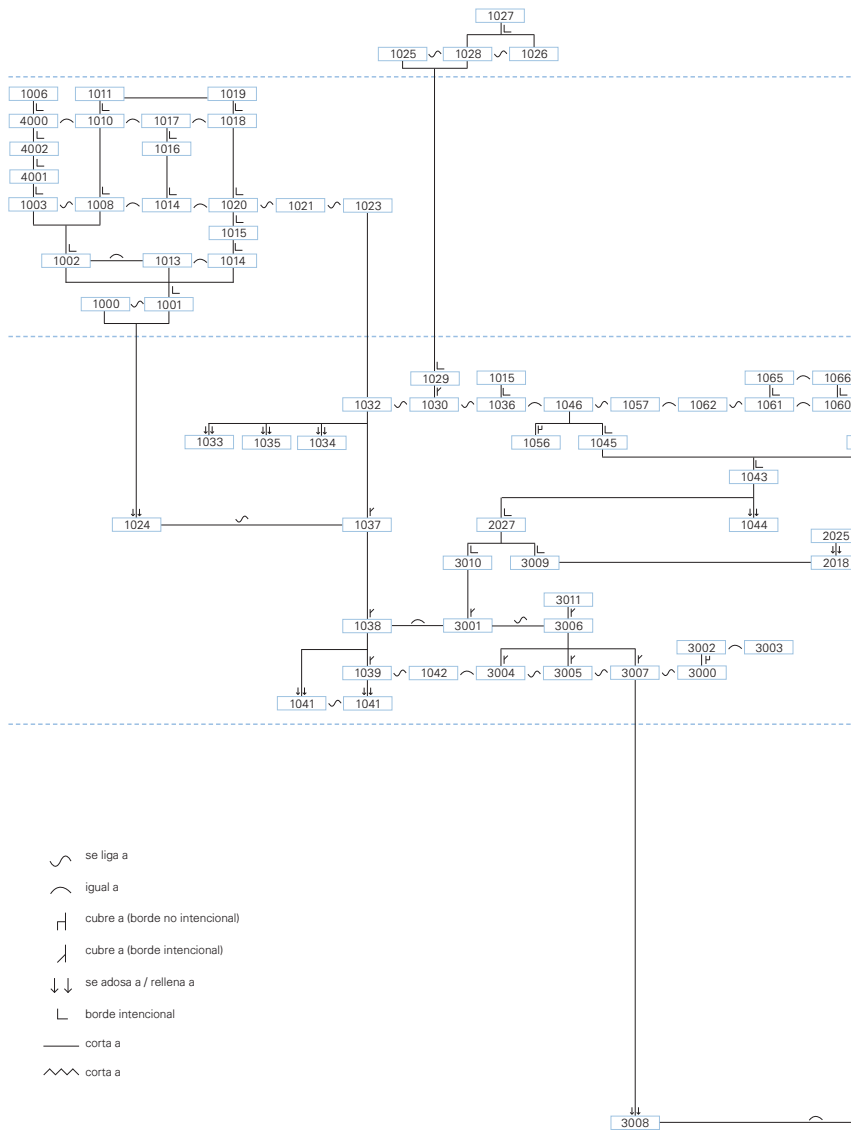 1027
1025 1028 1026
1006 1011 1019
4000 1010 1017 1018
4002 1016
4001
1003 1008 1014 1020 1021 1023
1015
1002 1013 1014
1000 1001
1029 1015 1065 1066
1032 1030 1036 1046 1057 1062 1061 1060
1033 1035 1034 1056 1045
1043
1024 1037 2027 1044
2025
3010 3009 2018
3011
1038 3001 3006
3002 3003
1039 1042 3004 3005 3007 3000
1041 1041
se liga a
igual a
cubre a (borde no intencional)
cubre a (borde intencional)
se adosa a / rellena a
borde intencional
corta a
corta a
3008